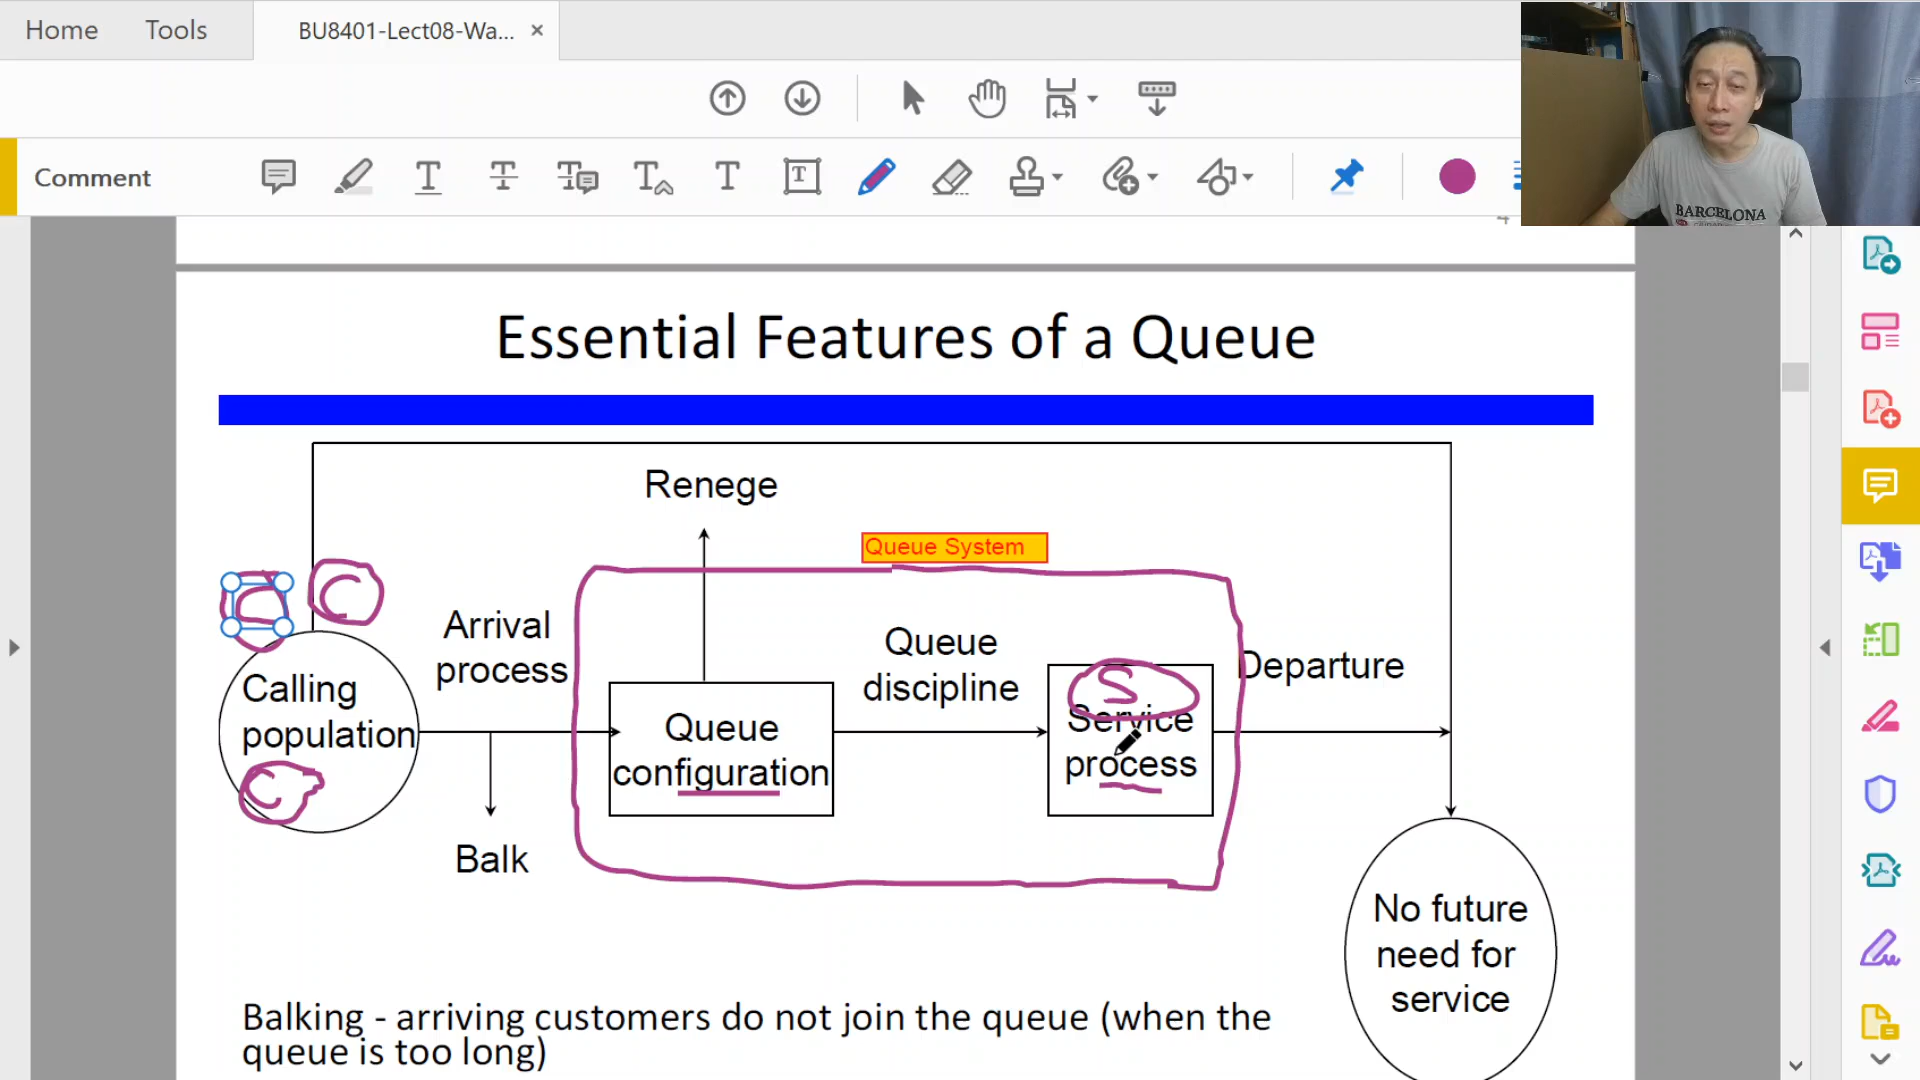 Home
Tools
BU8401-Lect08-Wa...
Comment
BARCELONA
Essential Features of a Queue
Renege
Queue System
C
C
Arrival
process
Queue
discipline
Departure
Calling
population
C
Queue
configuration
S
Service
process
Balk
No future
need for
service
Balking - arriving customers do not join the queue (when the
queue is too long)